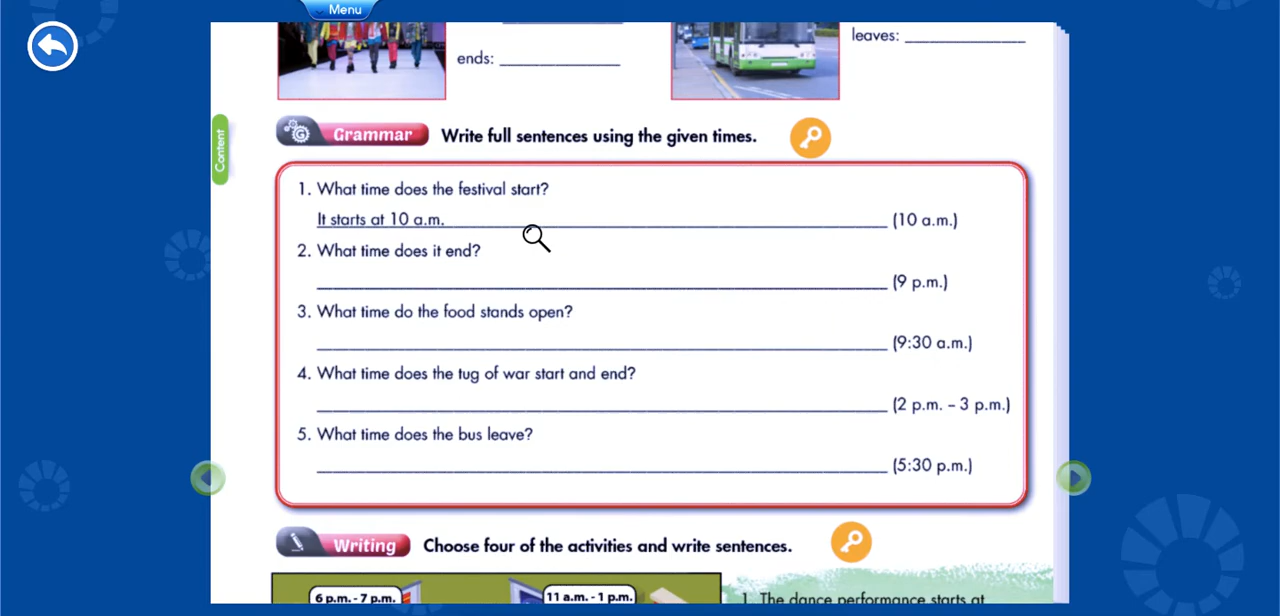 Menu
leaves: ____________
ends: ____________
Content
Grammar Write full sentences using the given times.
1. What time does the festival start?
It starts at 10 a.m. (10 a.m.)
2. What time does it end?
(9 p.m.)
3. What time do the food stands open?
(9:30 a.m.)
4. What time does the tug of war start and end?
(2 p.m. – 3 p.m.)
5. What time does the bus leave?
(5:30 p.m.)
Writing Choose four of the activities and write sentences.
6 p.m. - 7 p.m. 11 a.m. - 1 p.m.
1. The dance performance starts at